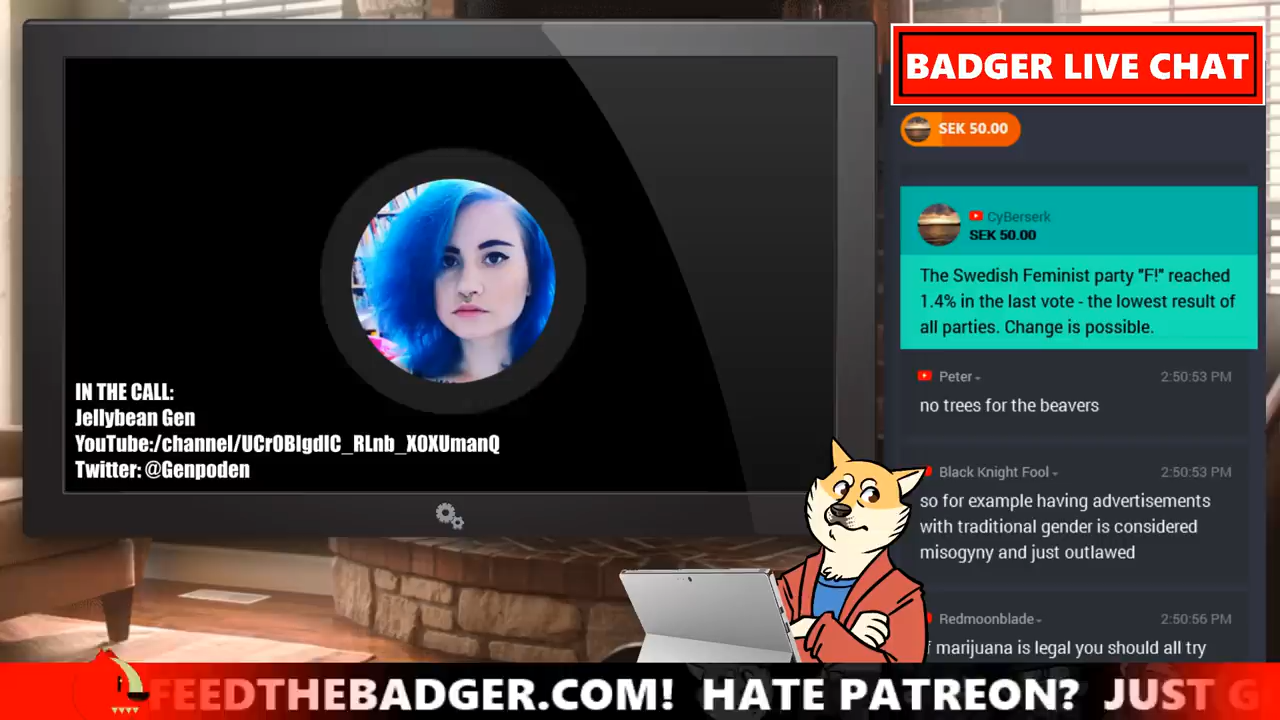 BADGER LIVE CHAT
SEK 50.00
CyBerserk
SEK 50.00
The Swedish Feminist party "F!" reached
1.4% in the last vote - the lowest result of
all parties. Change is possible.
Peter
2:50:53 PM
no trees for the beavers
Black Knight Fool
2:50:53 PM
so for example having advertisements
with traditional gender is considered
misogyny and just outlawed
Redmoonblade
2:50:56 PM
marijuana is legal you should all try
IN THE CALL:
Jellybean Gen
YouTube:/channel/UCrOBIgdIC_RLnb_XOXUmanQ
Twitter: @Genpoden
FEEDTHEBADGER.COM! HATE PATREON? JUST G